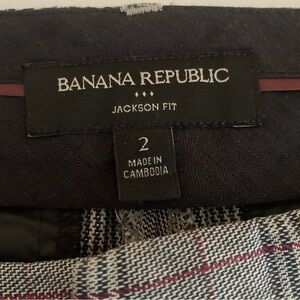 BANANA REPUBLIC
JACKSON FIT
2
MADE IN
CAMBODIA